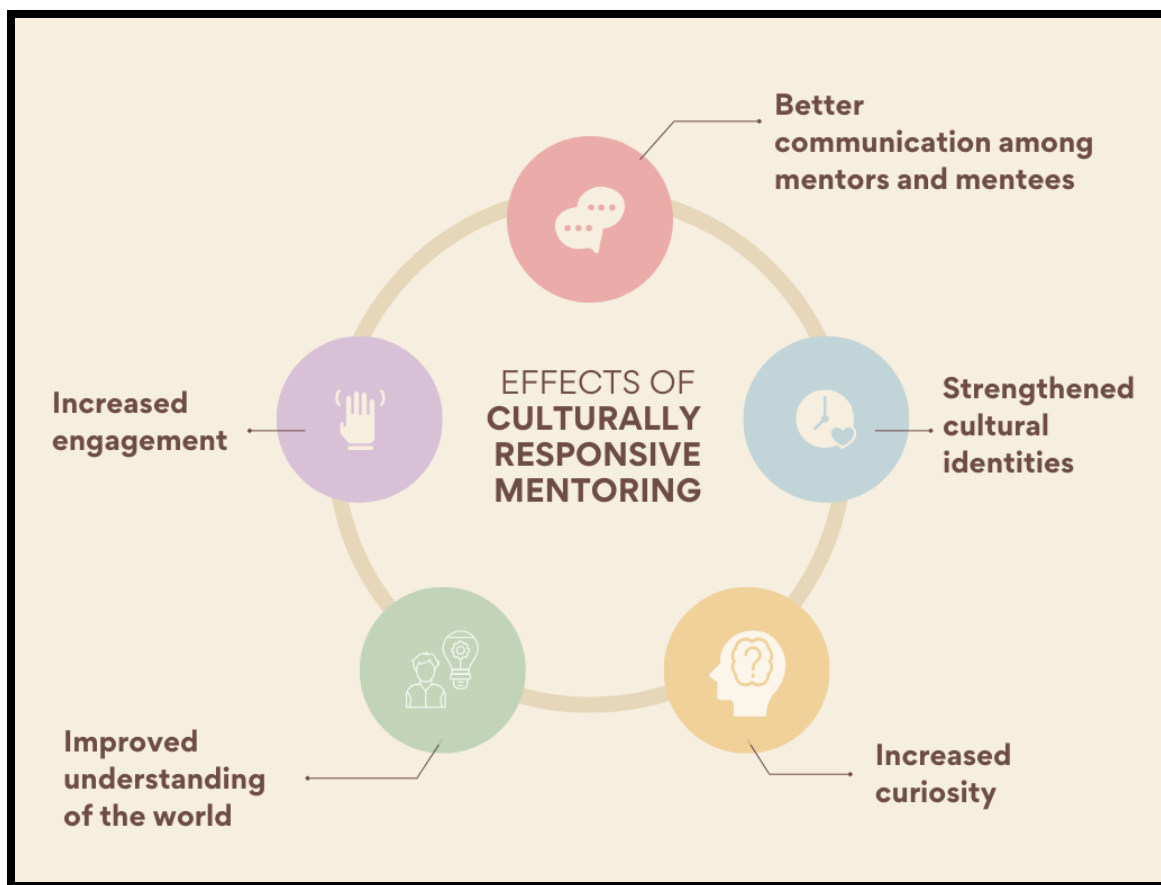 Better
communication among
mentors and mentees
Strengthened
cultural
identities
Increased
curiosity
Improved
understanding
of the world
Increased
engagement
EFFECTS OF
CULTURALLY
RESPONSIVE
MENTORING